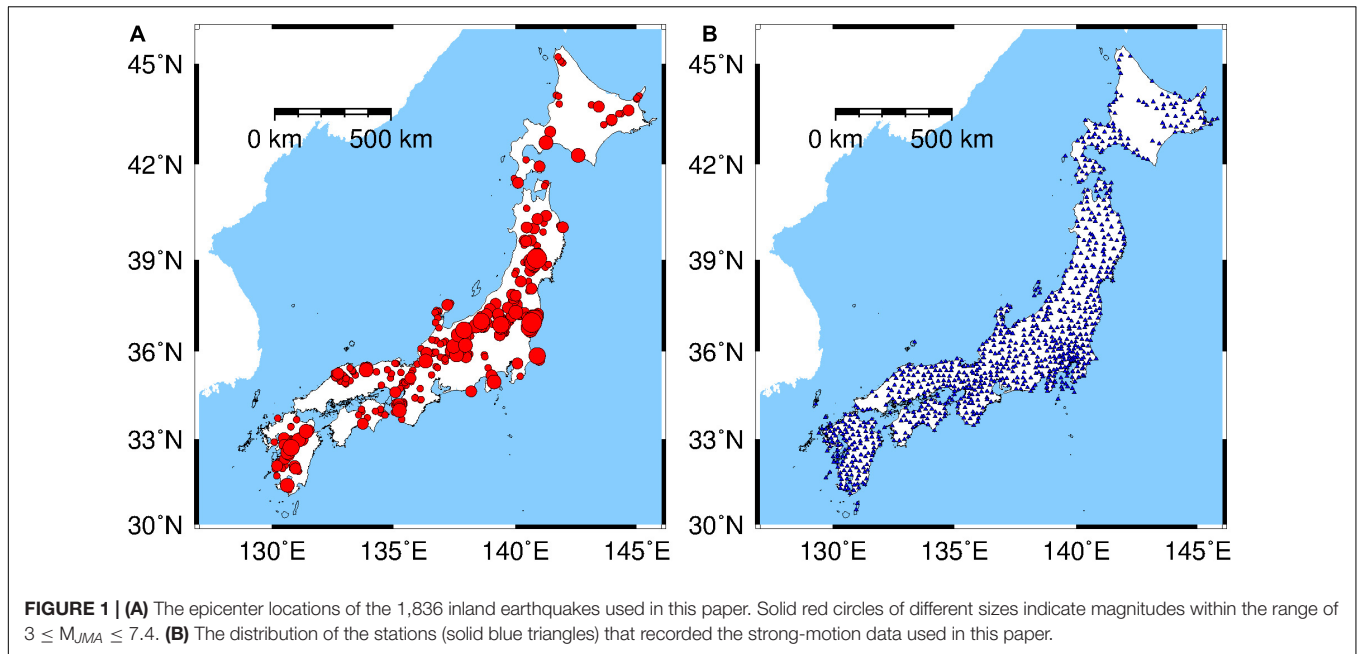 A
B
45°N
42°N
39°N
36°N
33°N
30°N
0 km 500 km
130°E 135°E 140°E 145°E
45°N
42°N
39°N
36°N
33°N
30°N
0 km 500 km
130°E 135°E 140°E 145°E
FIGURE 1 | (A) The epicenter locations of the 1,836 inland earthquakes used in this paper. Solid red circles of different sizes indicate magnitudes within the range of
3 ≤ MJMA ≤ 7.4. (B) The distribution of the stations (solid blue triangles) that recorded the strong-motion data used in this paper.